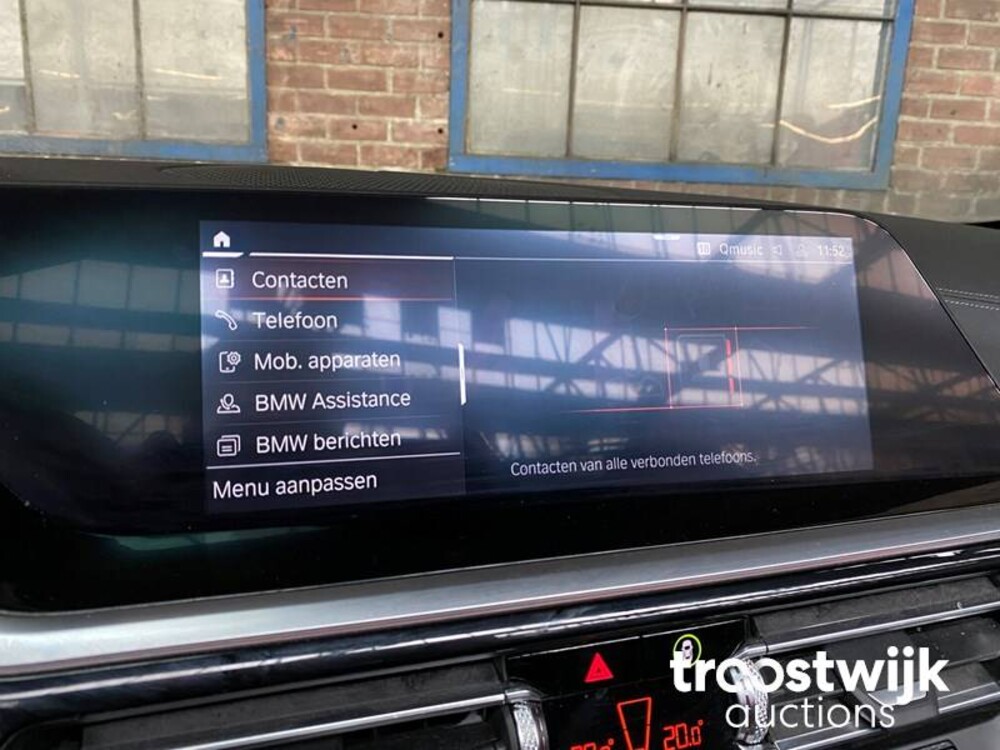 Qmusic 11:52
Contacten
Telefoon
Mob. apparaten
BMW Assistance
BMW berichten
Menu aanpassen
Contacten van alle verbonden telefoons.
20.0°
troostwijk
auctions